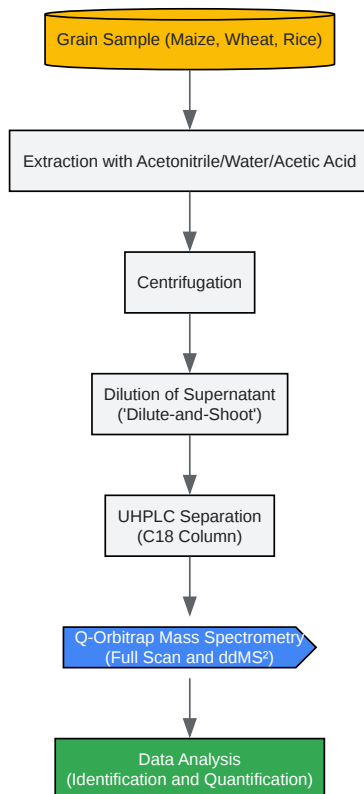 Grain Sample (Maize, Wheat, Rice)
Extraction with Acetonitrile/Water/Acetic Acid
Centrifugation
Dilution of Supernatant
('Dilute-and-Shoot')
UHPLC Separation
(C18 Column)
Q-Orbitrap Mass Spectrometry
(Full Scan and ddMS²)
Data Analysis
(Identification and Quantification)